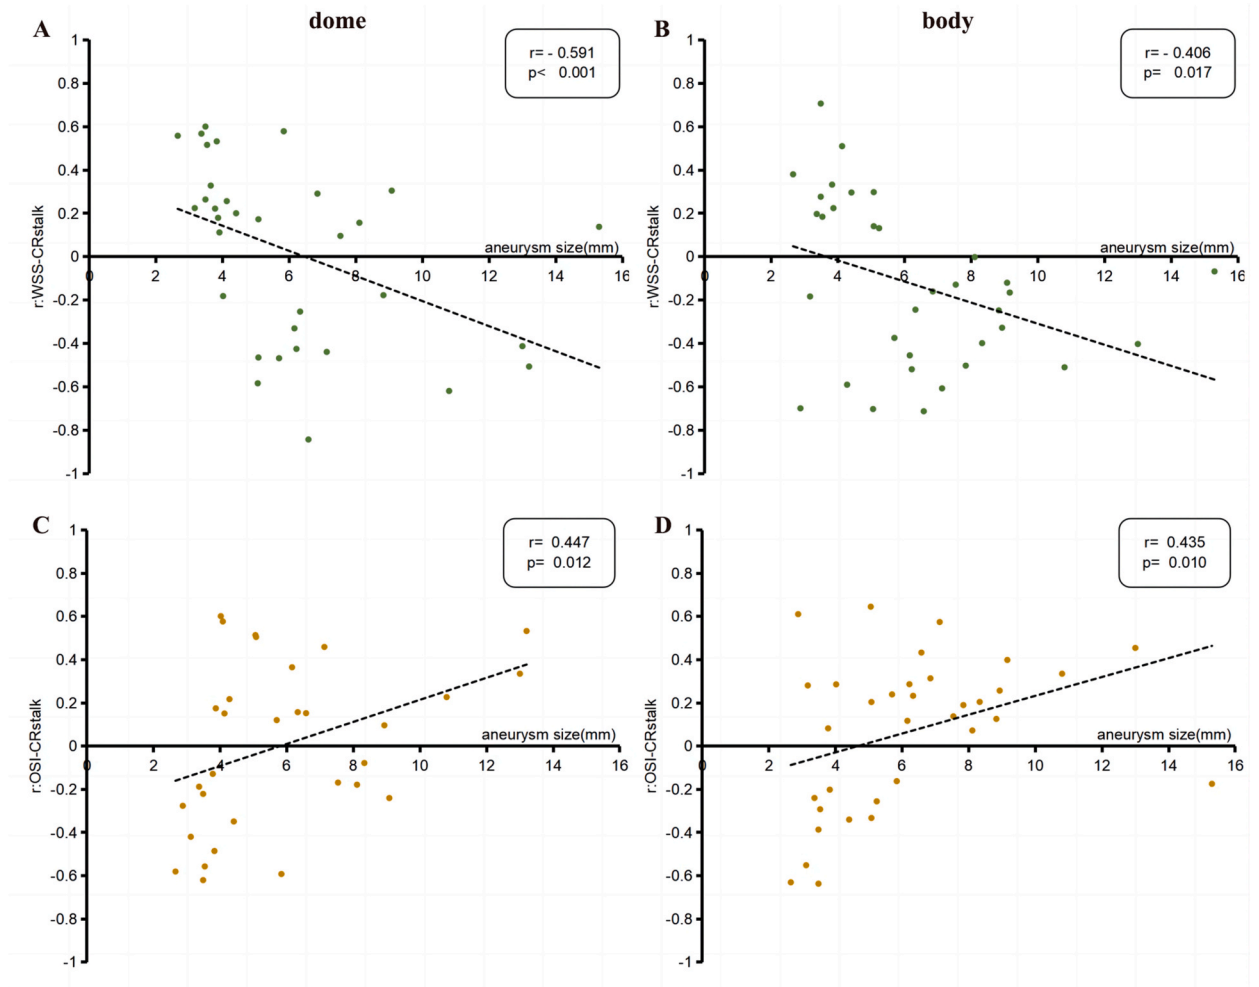 dome
body
A
B
r= - 0.591
p< 0.001
r= - 0.406
p= 0.017
1
0.8
0.6
0.4
0.2
0
-0.2
-0.4
-0.6
-0.8
-1
r:WSS-CRstalk
aneurysm size(mm)
0 2 4 6 8 10 12 14 16
1
0.8
0.6
0.4
0.2
0
-0.2
-0.4
-0.6
-0.8
-1
r:WSS-CRstalk
aneurysm size(mm)
0 2 4 6 8 10 12 14 16
C
D
r= 0.447
p= 0.012
r= 0.435
p= 0.010
1
0.8
0.6
0.4
0.2
0
-0.2
-0.4
-0.6
-0.8
-1
r:OSI-CRstalk
aneurysm size(mm)
0 2 4 6 8 10 12 14 16
1
0.8
0.6
0.4
0.2
0
-0.2
-0.4
-0.6
-0.8
-1
r:OSI-CRstalk
aneurysm size(mm)
0 2 4 6 8 10 12 14 16